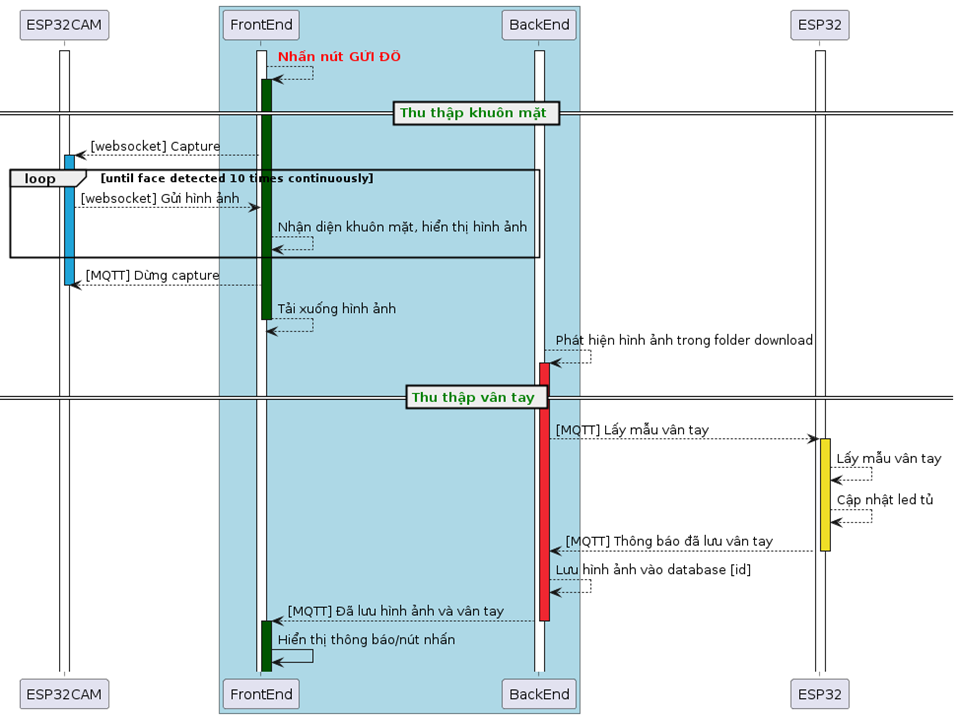 ESP32CAM
FrontEnd
BackEnd
ESP32
Nhấn nút GỬI ĐỒ
Thu thập khuôn mặt
[websocket] Capture
loop
[until face detected 10 times continuously]
[websocket] Gửi hình ảnh
Nhận diện khuôn mặt, hiển thị hình ảnh
[MQTT] Dừng capture
Tải xuống hình ảnh
Phát hiện hình ảnh trong folder download
Thu thập vân tay
[MQTT] Lấy mẫu vân tay
Lấy mẫu vân tay
Cập nhật led tủ
[MQTT] Thông báo đã lưu vân tay
Lưu hình ảnh vào database [id]
[MQTT] Đã lưu hình ảnh và vân tay
Hiển thị thông báo/nút nhấn
ESP32CAM
FrontEnd
BackEnd
ESP32